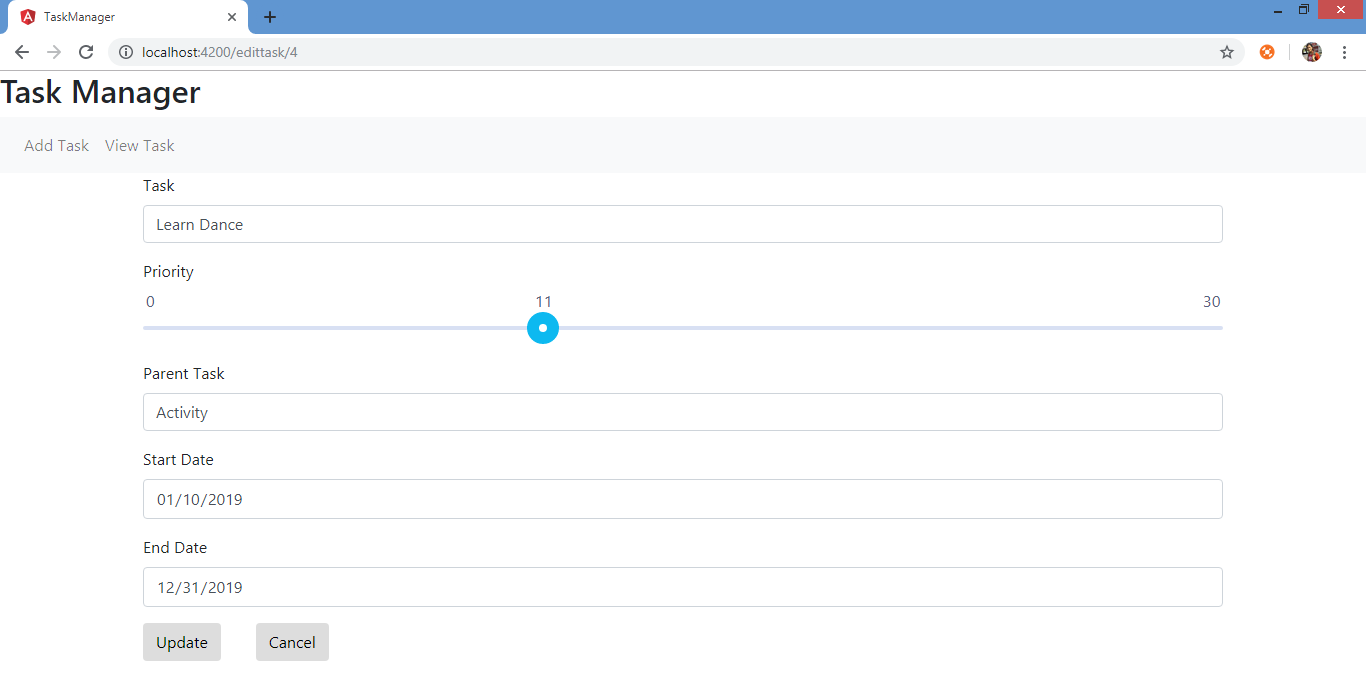 TaskManager
localhost:4200/edittask/4
Task Manager
Add Task View Task
Task
Learn Dance
Priority
0 11 30
Parent Task
Activity
Start Date
01/10/2019
End Date
12/31/2019
Update Cancel